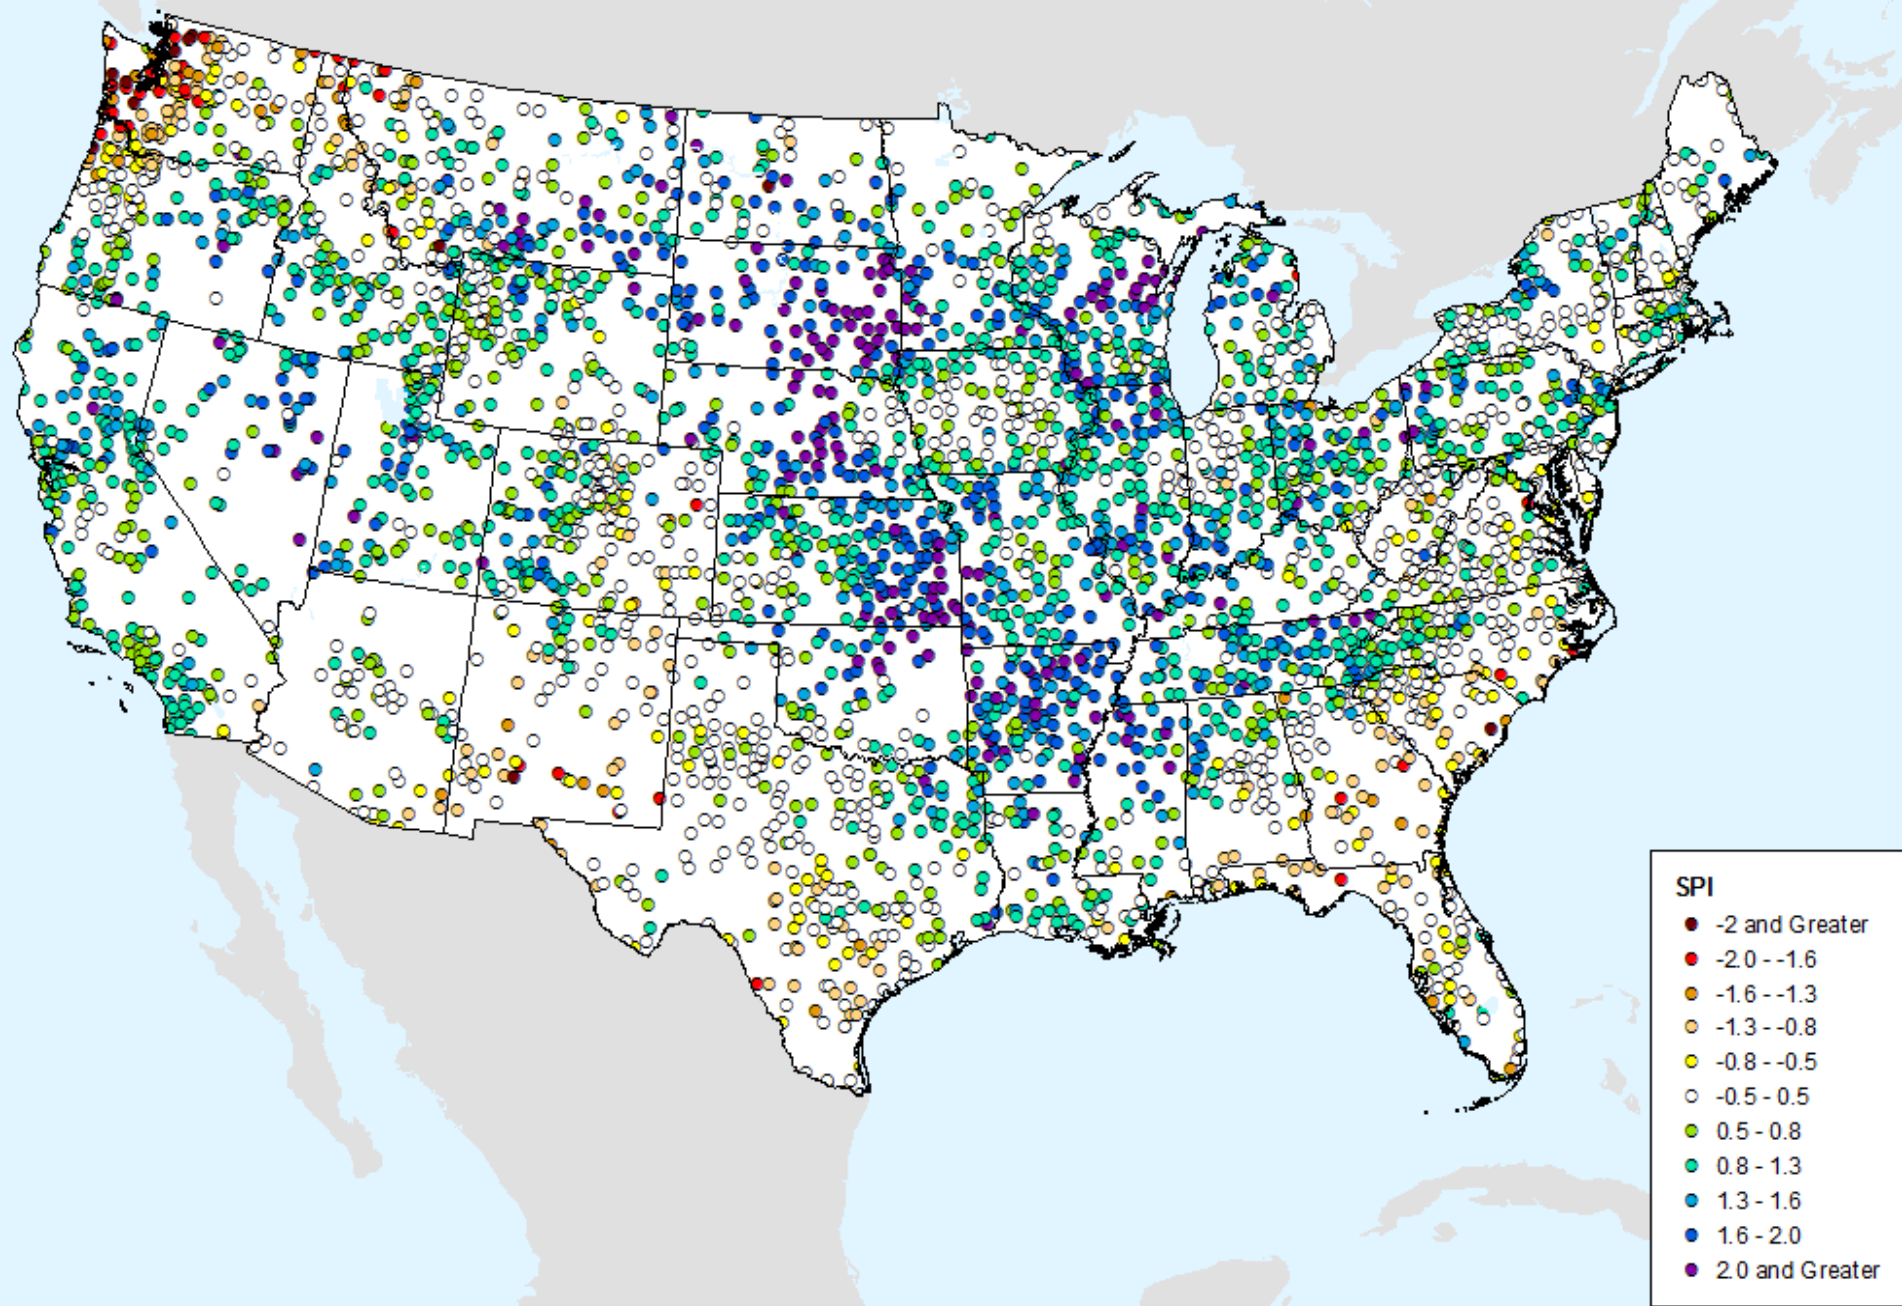 SPI
-2 and Greater
-2.0 - -1.6
-1.6 - -1.3
-1.3 - -0.8
-0.8 - -0.5
-0.5 - 0.5
0.5 - 0.8
0.8 - 1.3
1.3 - 1.6
1.6 - 2.0
2.0 and Greater